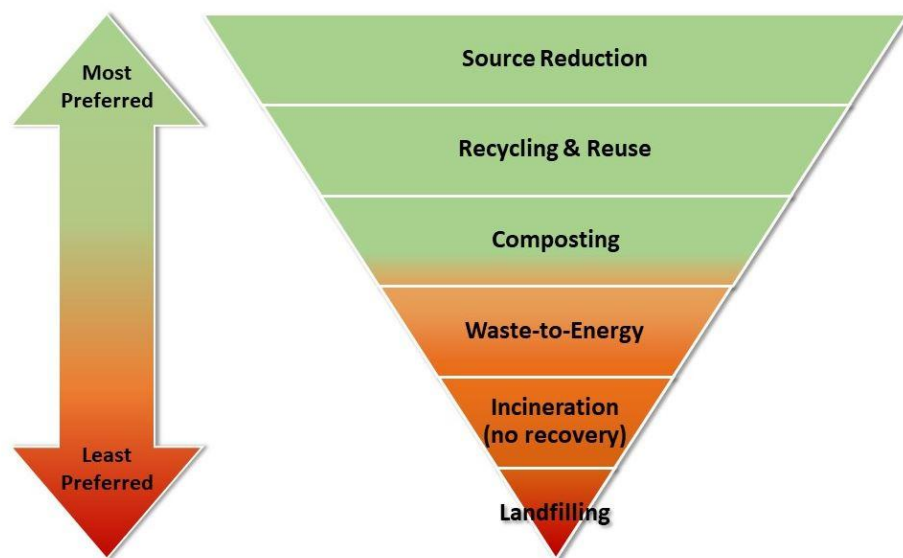 Most
Preferred
Source Reduction
Recycling & Reuse
Composting
Waste-to-Energy
Incineration
(no recovery)
Least
Preferred
Landfilling